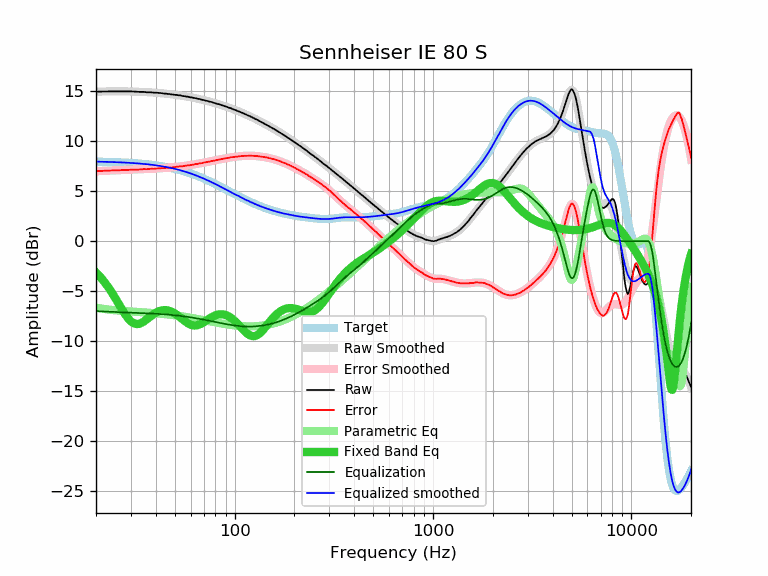 Sennheiser IE 80 S
Amplitude (dBr)
15
10
5
0
−5
−10
−15
−20
−25
Target
Raw Smoothed
Error Smoothed
Raw
Error
Parametric Eq
Fixed Band Eq
Equalization
Equalized smoothed
100 1000 10000
Frequency (Hz)